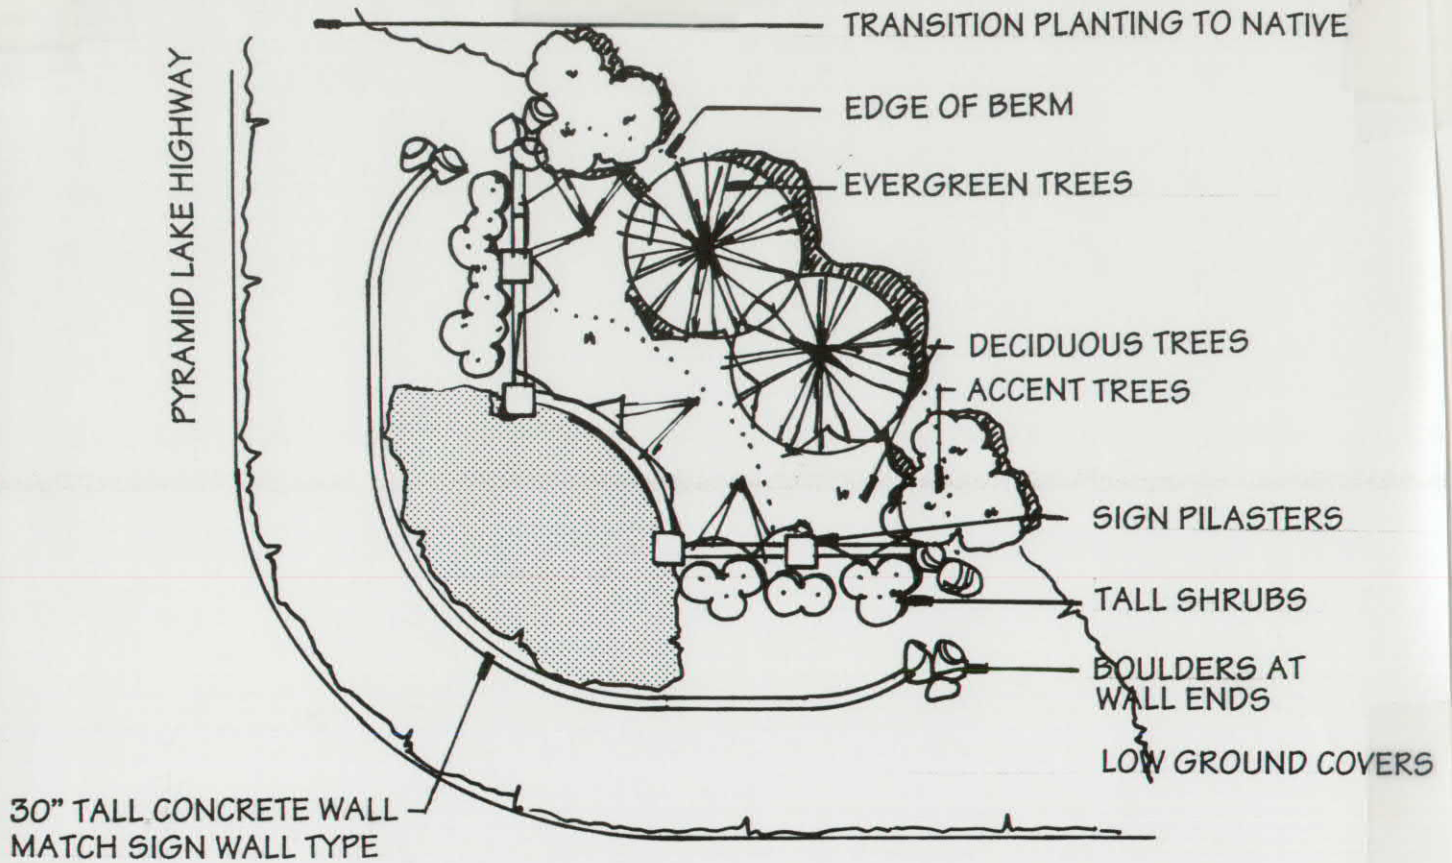 TRANSITION PLANTING TO NATIVE
PYRAMID LAKE HIGHWAY
EDGE OF BERM
EVERGREEN TREES
DECIDUOUS TREES
ACCENT TREES
SIGN PILASTERS
TALL SHRUBS
BOULDERS AT
WALL ENDS
LOW GROUND COVERS
30" TALL CONCRETE WALL
MATCH SIGN WALL TYPE